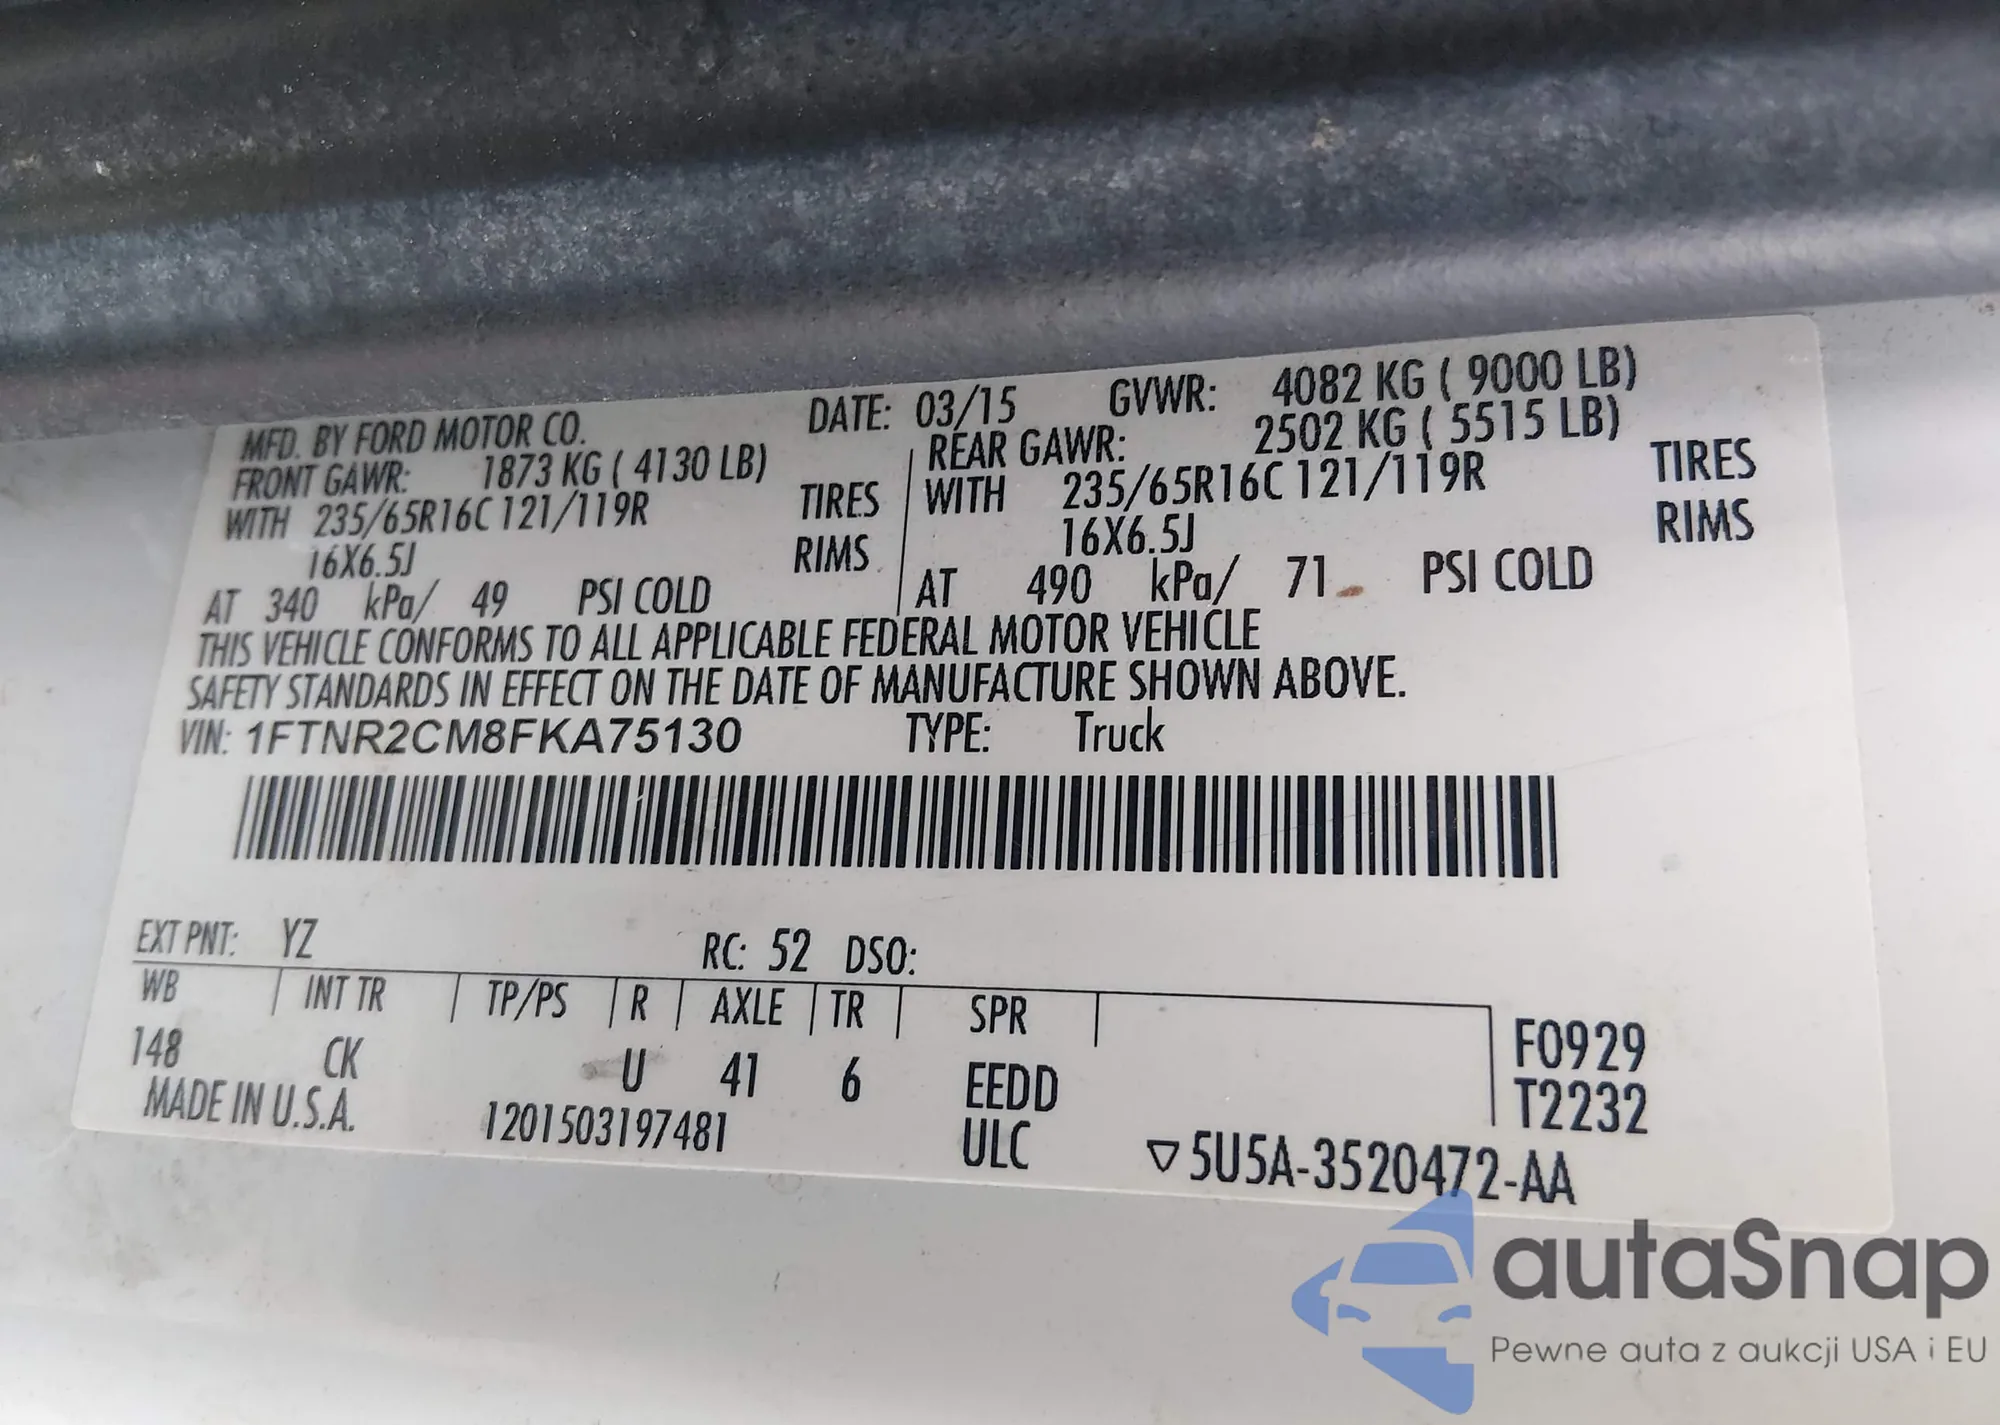 MFD. BY FORD MOTOR CO. DATE: 03/15 GVWR: 4082 KG ( 9000 LB)
FRONT GAWR: 1873 KG ( 4130 LB) REAR GAWR: 2502 KG ( 5515 LB)
WITH 235/65R16C 121/119R TIRES WITH 235/65R16C 121/119R TIRES
16X6.5J RIMS 16X6.5J RIMS
AT 340 kPa/ 49 PSI COLD AT 490 kPa/ 71 PSI COLD
THIS VEHICLE CONFORMS TO ALL APPLICABLE FEDERAL MOTOR VEHICLE
SAFETY STANDARDS IN EFFECT ON THE DATE OF MANUFACTURE SHOWN ABOVE.
VIN: 1FTNR2CM8FKA75130 TYPE: Truck
EXT PNT: YZ RC: 52 DSO:
WB INT TR TP/PS R AXLE TR SPR
148 CK U 41 6 EEDD
F0929
T2232
MADE IN U.S.A. 1201503197481 ULC ▽5U5A-3520472-AA
autaSnap
Pewne auta z aukcji USA i EU